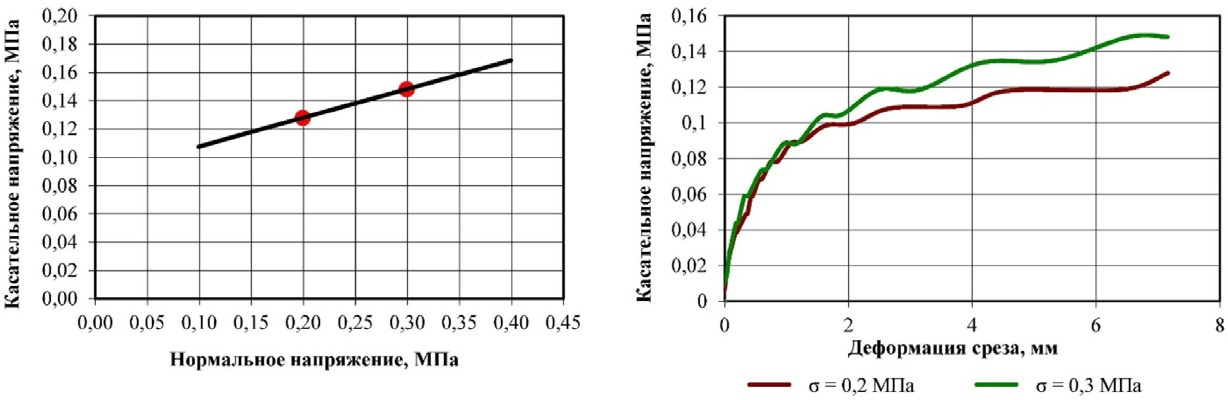 Касательное напряжение, МПа
0,20
0,18
0,16
0,14
0,12
0,10
0,08
0,06
0,04
0,02
0,00
0,00 0,05 0,10 0,15 0,20 0,25 0,30 0,35 0,40 0,45
Нормальное напряжение, МПа
Касательное напряжение, МПа
0,16
0,14
0,12
0,1
0,08
0,06
0,04
0,02
0
0 2 4 6 8
Деформация среза, мм
σ = 0,2 МПа σ = 0,3 МПа